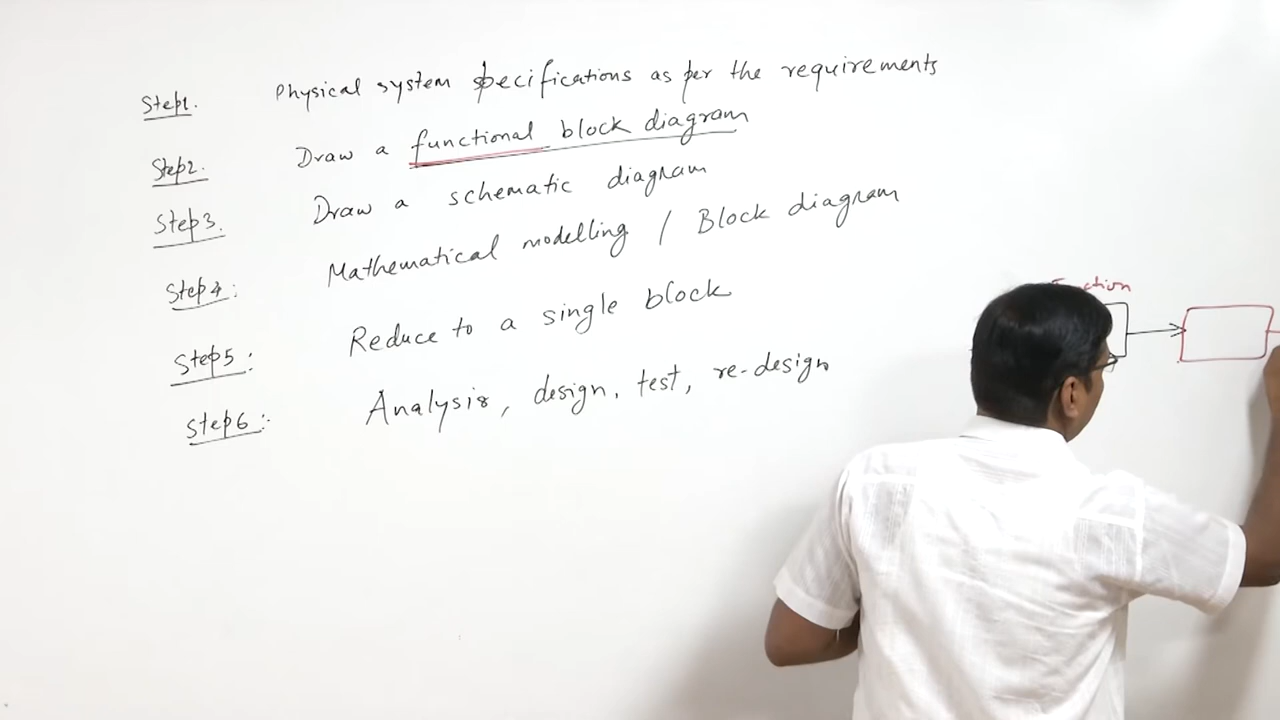 Step1. Physical system specifications as per the requirements
Step2. Draw a functional block diagram
Step3. Draw a schematic diagram
Step4: Mathematical modelling / Block diagram
Step5: Reduce to a single block
Step6: Analysis, design, test, re-design